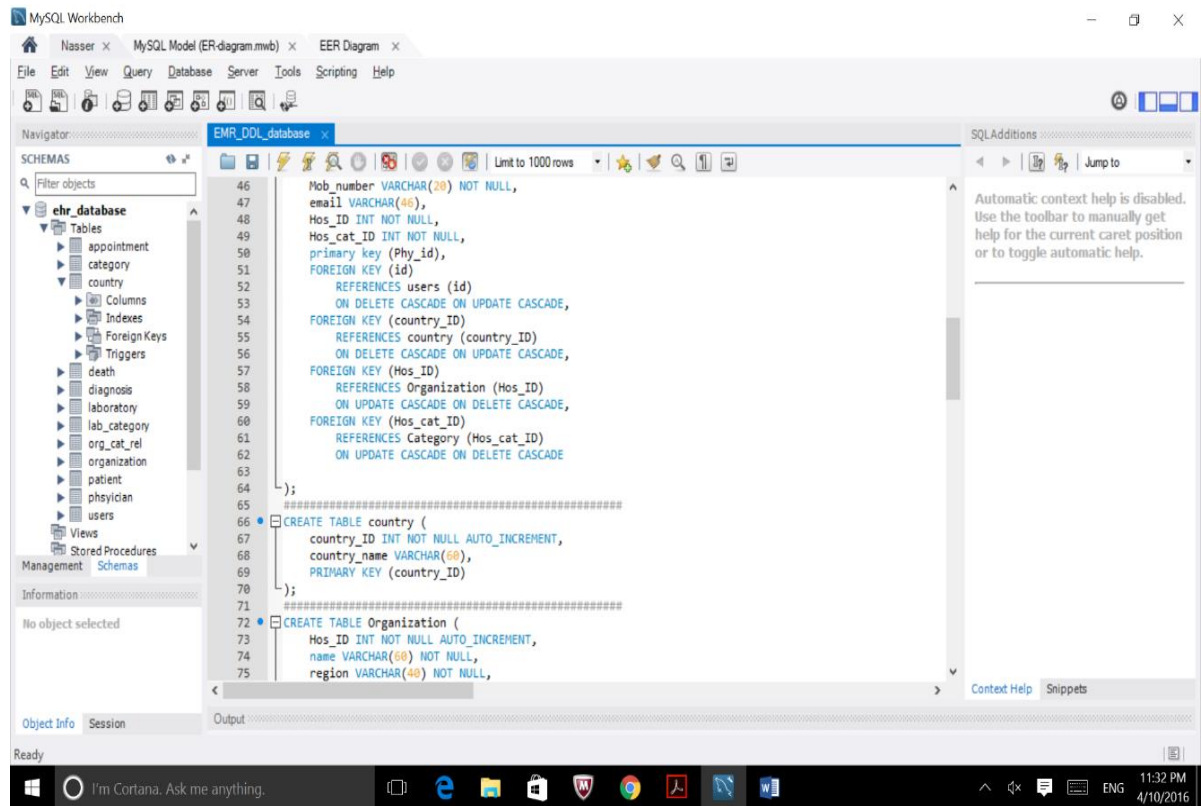 MySQL Workbench
Nasser × MySQL Model (ER-diagram.mwb) × EER Diagram ×
File Edit View Query Database Server Tools Scripting Help
Navigator
SCHEMAS
Filter objects
ehr_database
Tables
appointment
category
country
Columns
Indexes
Foreign Keys
Triggers
death
diagnosis
laboratory
lab_category
org_cat_rel
organization
patient
phsyician
users
Views
Stored Procedures
Management Schemas
Information
No object selected
Object Info Session
EMR_DDL_database ×
Limit to 1000 rows
46 Mob_number VARCHAR(20) NOT NULL,
47 email VARCHAR(46),
48 Hos_ID INT NOT NULL,
49 Hos_cat_ID INT NOT NULL,
50 primary key (Phy_id),
51 FOREIGN KEY (id)
52 REFERENCES users (id)
53 ON DELETE CASCADE ON UPDATE CASCADE,
54 FOREIGN KEY (country_ID)
55 REFERENCES country (country_ID)
56 ON DELETE CASCADE ON UPDATE CASCADE,
57 FOREIGN KEY (Hos_ID)
58 REFERENCES Organization (Hos_ID)
59 ON UPDATE CASCADE ON DELETE CASCADE,
60 FOREIGN KEY (Hos_cat_ID)
61 REFERENCES Category (Hos_cat_ID)
62 ON UPDATE CASCADE ON DELETE CASCADE
63
64 );
65 ####################################################
66 CREATE TABLE country (
67 country_ID INT NOT NULL AUTO_INCREMENT,
68 country_name VARCHAR(60),
69 PRIMARY KEY (country_ID)
70 );
71 ####################################################
72 CREATE TABLE Organization (
73 Hos_ID INT NOT NULL AUTO_INCREMENT,
74 name VARCHAR(60) NOT NULL,
75 region VARCHAR(40) NOT NULL,
Output
SQLAdditions
Jump to
Automatic context help is disabled.
Use the toolbar to manually get
help for the current caret position
or to toggle automatic help.
Context Help Snippets
Ready
I'm Cortana. Ask me anything.
ENG
11:32 PM
4/10/2016